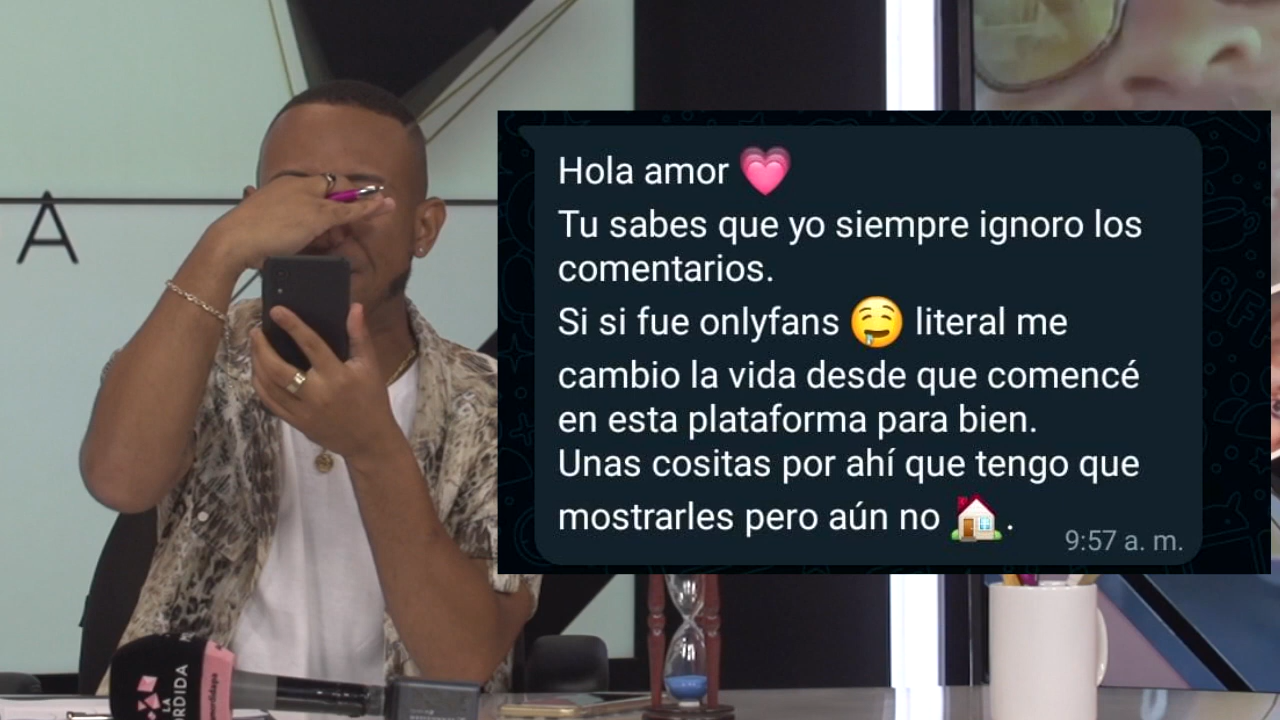 A
Hola amor 💗
Tu sabes que yo siempre ignoro los
comentarios.
Si si fue onlyfans 🤤 literal me
cambio la vida desde que comencé
en esta plataforma para bien.
Unas cositas por ahí que tengo que
mostrarles pero aún no 🏠.
9:57 a. m.
LA